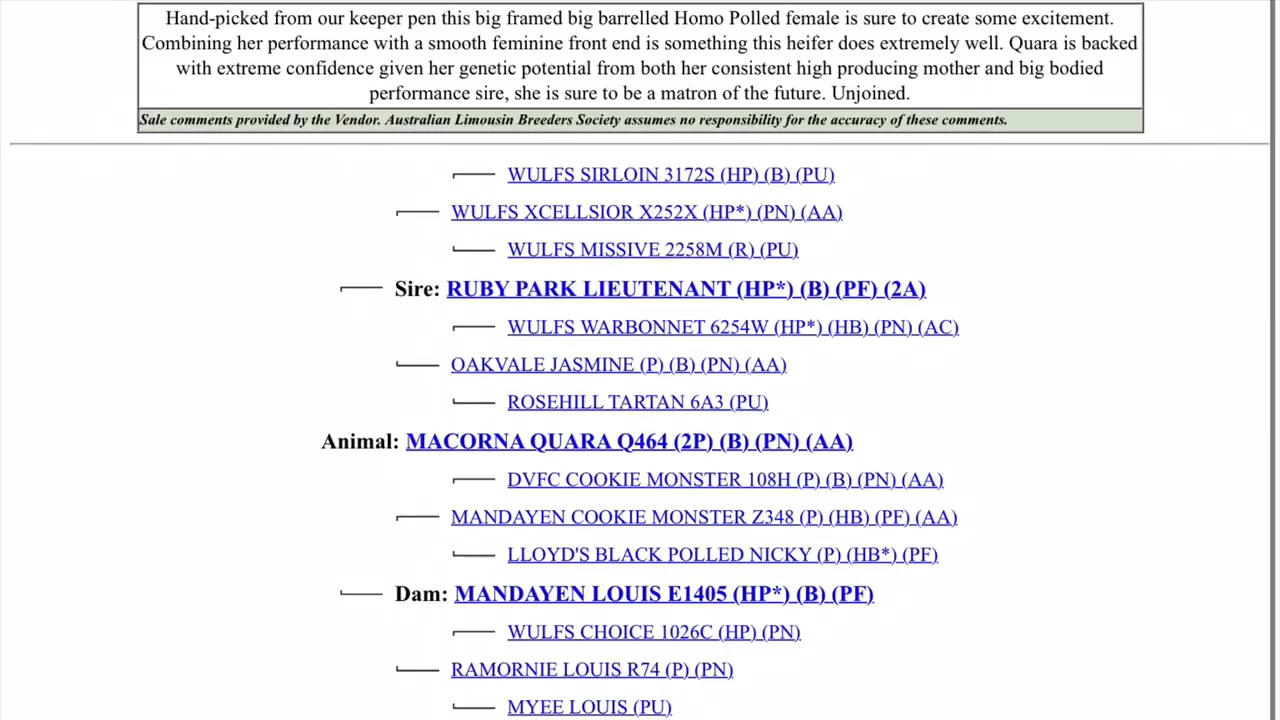 Hand-picked from our keeper pen this big framed big barrelled Homo Polled female is sure to create some excitement.
Combining her performance with a smooth feminine front end is something this heifer does extremely well. Quara is backed
with extreme confidence given her genetic potential from both her consistent high producing mother and big bodied
performance sire, she is sure to be a matron of the future. Unjoined.
Sale comments provided by the Vendor. Australian Limousin Breeders Society assumes no responsibility for the accuracy of these comments.
WULFS SIRLOIN 3172S (HP) (B) (PU)
WULFS XCELLSIOR X252X (HP*) (PN) (AA)
WULFS MISSIVE 2258M (R) (PU)
Sire: RUBY PARK LIEUTENANT (HP*) (B) (PF) (2A)
WULFS WARBONNET 6254W (HP*) (HB) (PN) (AC)
OAKVALE JASMINE (P) (B) (PN) (AA)
ROSEHILL TARTAN 6A3 (PU)
Animal: MACORNA QUARA Q464 (2P) (B) (PN) (AA)
DVFC COOKIE MONSTER 108H (P) (B) (PN) (AA)
MANDAYEN COOKIE MONSTER Z348 (P) (HB) (PF) (AA)
LLOYD'S BLACK POLLED NICKY (P) (HB*) (PF)
Dam: MANDAYEN LOUIS E1405 (HP*) (B) (PF)
WULFS CHOICE 1026C (HP) (PN)
RAMORNIE LOUIS R74 (P) (PN)
MYEE LOUIS (PU)